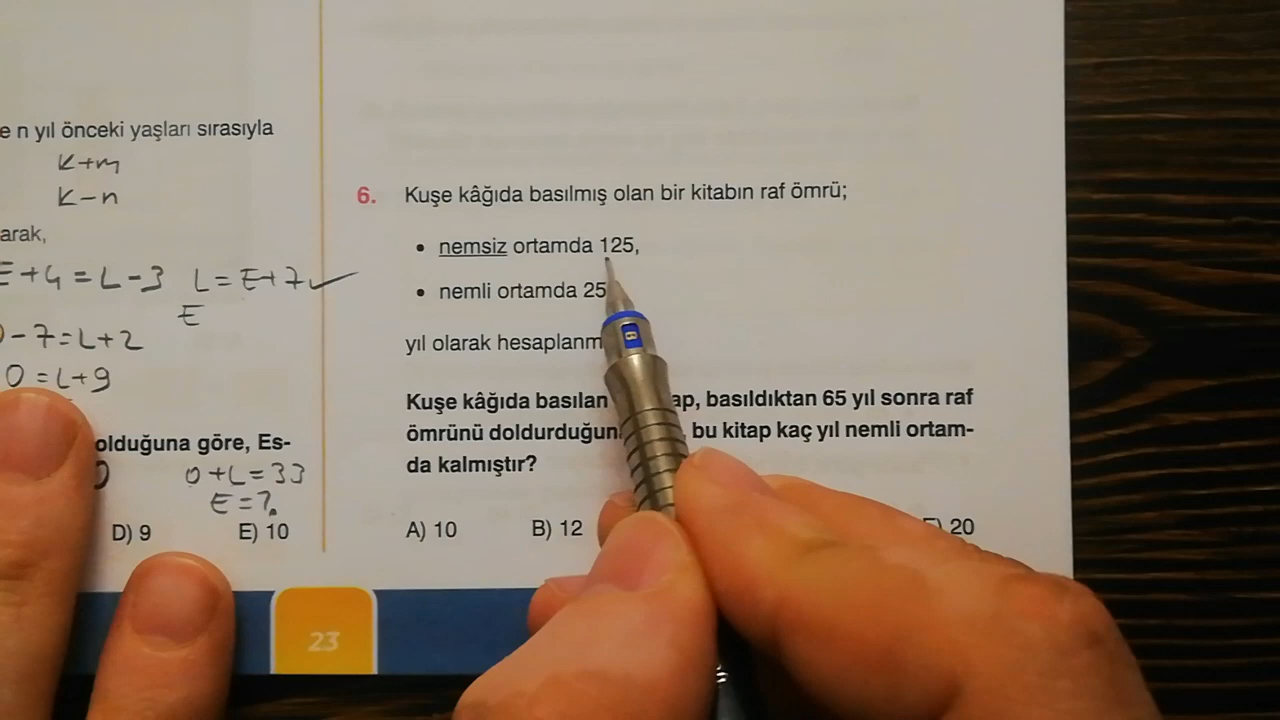 e n yıl önceki yaşları sırasıyla
K+m
K-n
arak,
E+4=L-3 L=E+7✓
E
-7=L+2
0=L+9
olduğuna göre, Es-
O+L=33
E=?
D) 9 E) 10
6. Kuşe kâğıda basılmış olan bir kitabın raf ömrü;
• nemsiz ortamda 125,
• nemli ortamda 25
yıl olarak hesaplanm
Kuşe kâğıda basılan ap, basıldıktan 65 yıl sonra raf
ömrünü doldurduğun bu kitap kaç yıl nemli ortam-
da kalmıştır?
A) 10 B) 12 20
23